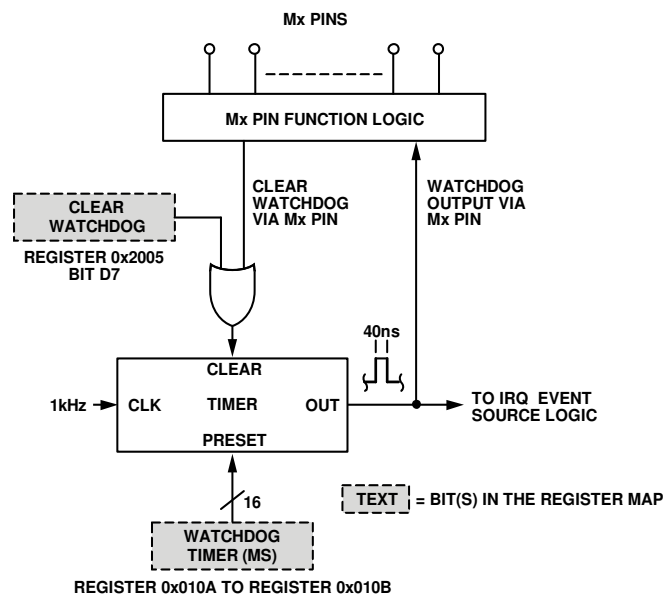 Mx PINS
Mx PIN FUNCTION LOGIC
CLEAR
WATCHDOG
VIA Mx PIN
WATCHDOG
OUTPUT VIA
Mx PIN
CLEAR
WATCHDOG
REGISTER 0x2005
BIT D7
40ns
CLEAR
1kHz
CLK
TIMER
OUT
PRESET
TO IRQ EVENT
SOURCE LOGIC
16
TEXT = BIT(S) IN THE REGISTER MAP
WATCHDOG
TIMER (MS)
REGISTER 0x010A TO REGISTER 0x010B